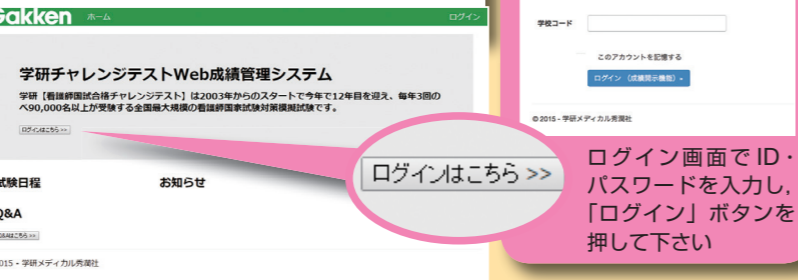 Gakken ホーム ログイン
学研チャレンジテストWeb成績管理システム
学研【看護師国試合格チャレンジテスト】は2003年からのスタートで今年で12年目を迎え、毎年3回の
べ90,000名以上が受験する全国最大規模の看護師国家試験対策模擬試験です。
ログインはこちら >>
試験日程 お知らせ
Q&A
Q&Aはこちら >>
2015 - 学研メディカル秀潤社
ログインはこちら >>
学校コード
このアカウントを記憶する
ログイン （成績開示機能）
© 2015 - 学研メディカル秀潤社
ログイン画面で ID・
パスワードを入力し，
「ログイン」ボタンを
押して下さい